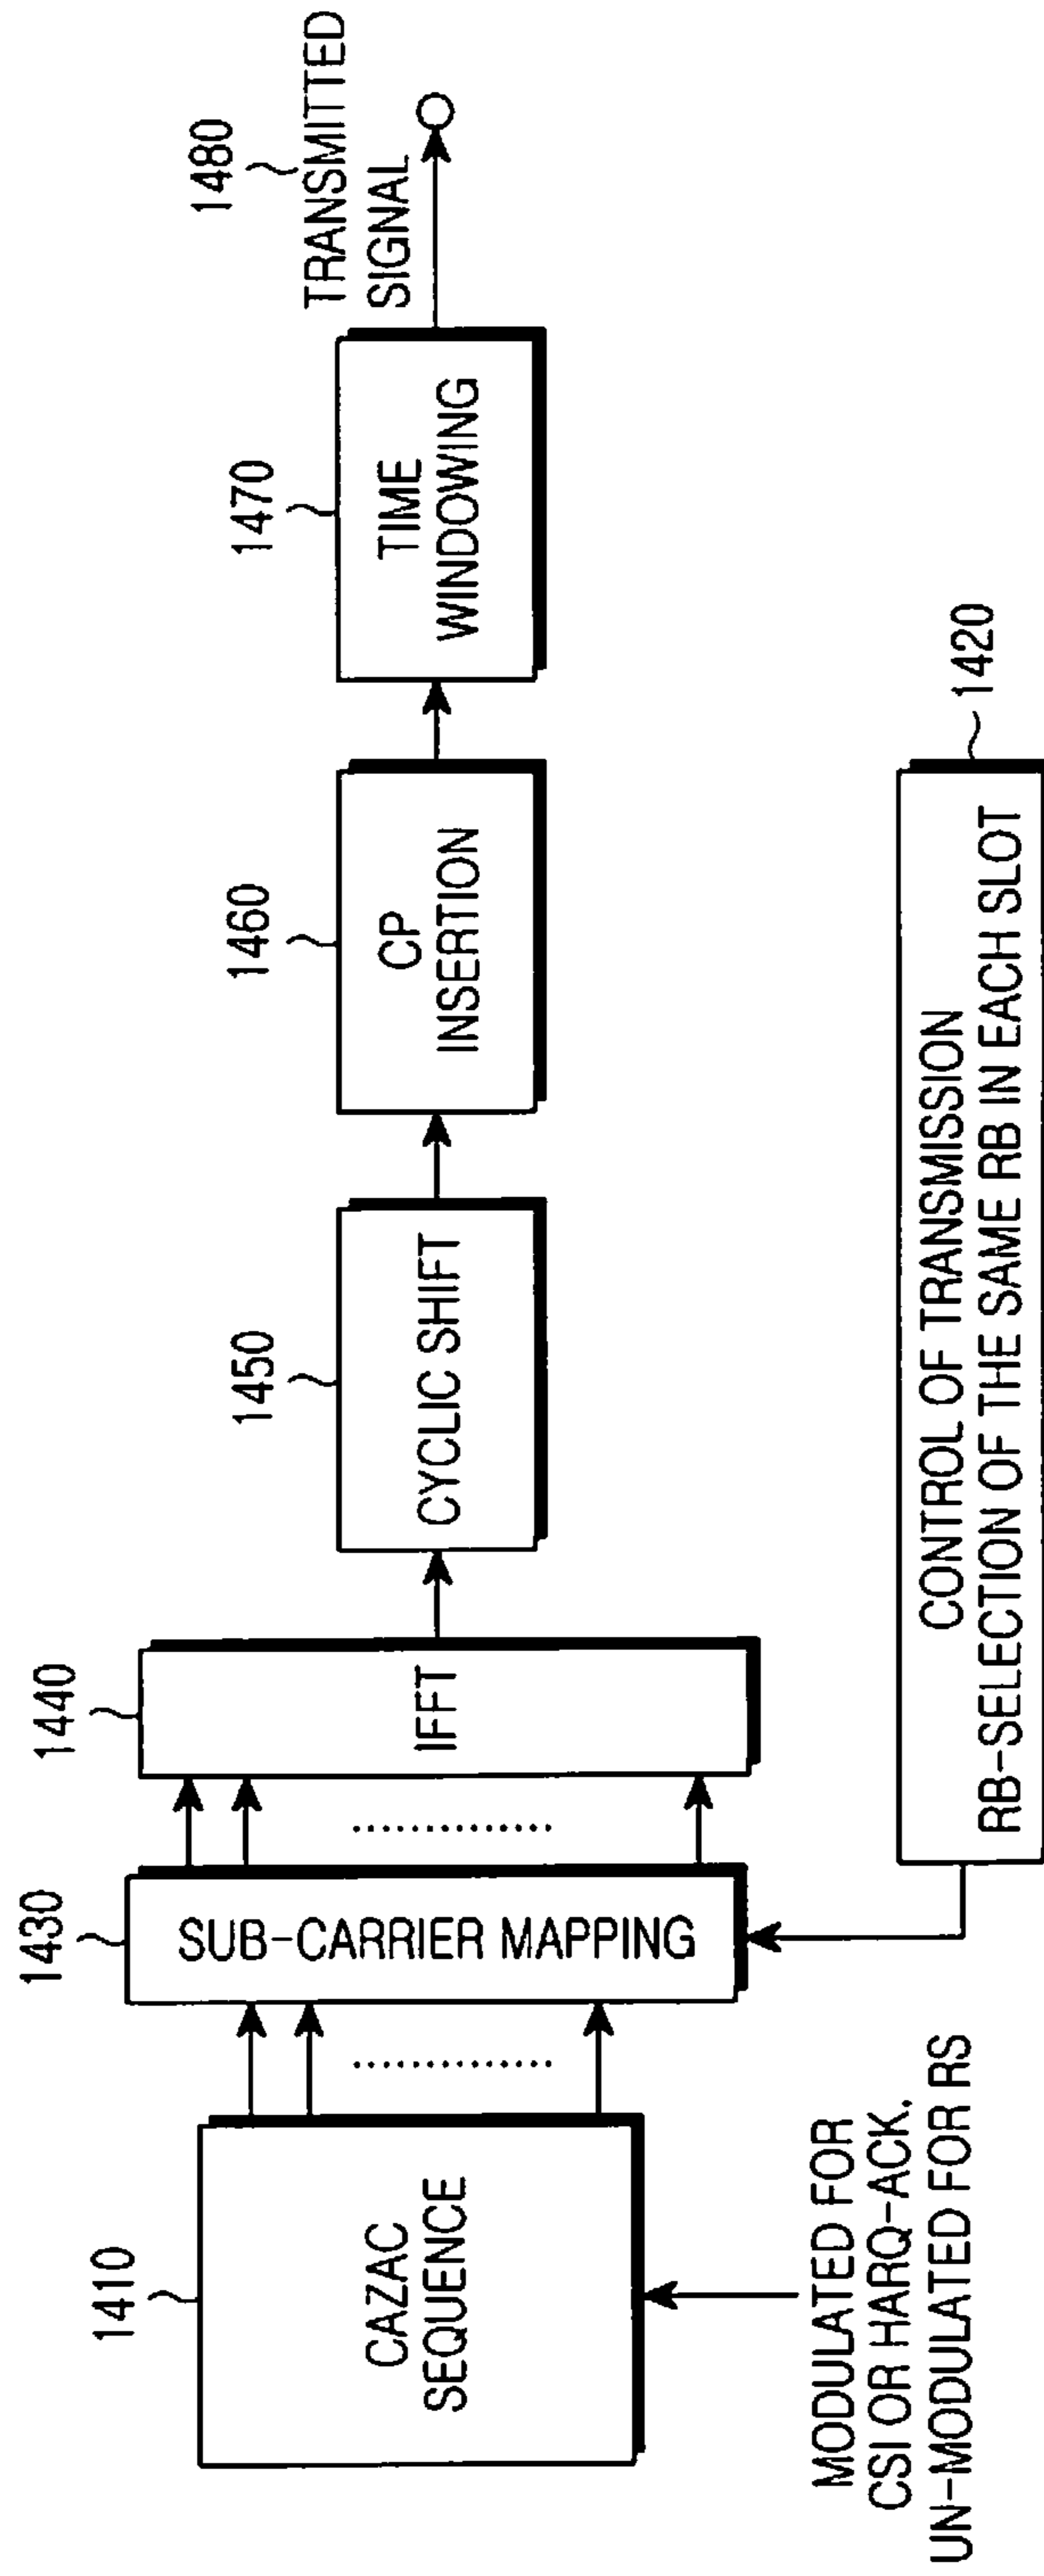 1410
CAZAC
SEQUENCE
MODULATED FOR
CSI OR HARQ-ACK,
UN-MODULATED FOR RS
1430
SUB-CARRIER MAPPING
1440
IFFT
1450
CYCLIC SHIFT
1460
CP
INSERTION
1470
TIME
WINDOWING
1480
TRANSMITTED
SIGNAL
CONTROL OF TRANSMISSION
RB-SELECTION OF THE SAME RB IN EACH SLOT
1420